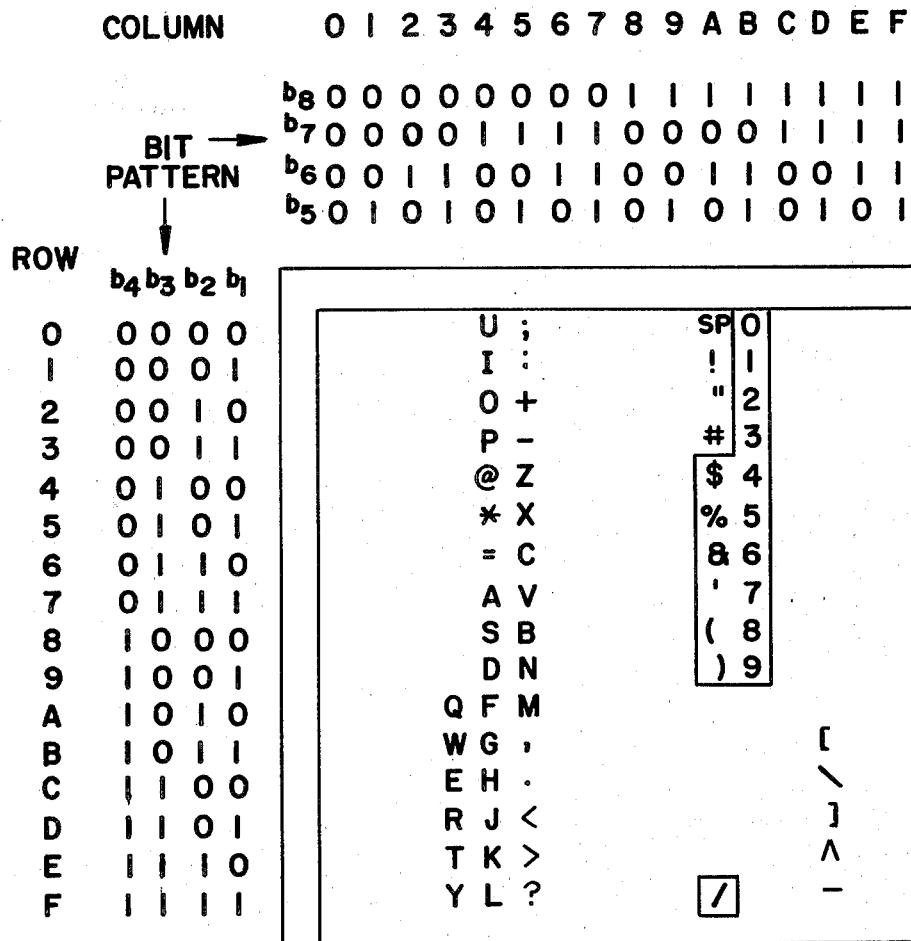 COLUMN 0 1 2 3 4 5 6 7 8 9 A B C D E F
b8 0 0 0 0 0 0 0 0 1 1 1 1 1 1 1 1
BIT → b7 0 0 0 0 1 1 1 1 0 0 0 0 1 1 1 1
PATTERN b6 0 0 1 1 0 0 1 1 0 0 1 1 0 0 1 1
b5 0 1 0 1 0 1 0 1 0 1 0 1 0 1 0 1
ROW
b4 b3 b2 b1
0 0 0 0 0 U ; SP 0
1 0 0 0 1 I : ! 1
2 0 0 1 0 O + " 2
3 0 0 1 1 P - # 3
4 0 1 0 0 @ Z $ 4
5 0 1 0 1 * X % 5
6 0 1 1 0 = C & 6
7 0 1 1 1 A V ' 7
8 1 0 0 0 S B ( 8
9 1 0 0 1 D N ) 9
A 1 0 1 0 Q F M
B 1 0 1 1 W G , [
C 1 1 0 0 E H . \
D 1 1 0 1 R J < ]
E 1 1 1 0 T K > ∧
F 1 1 1 1 Y L ? / —